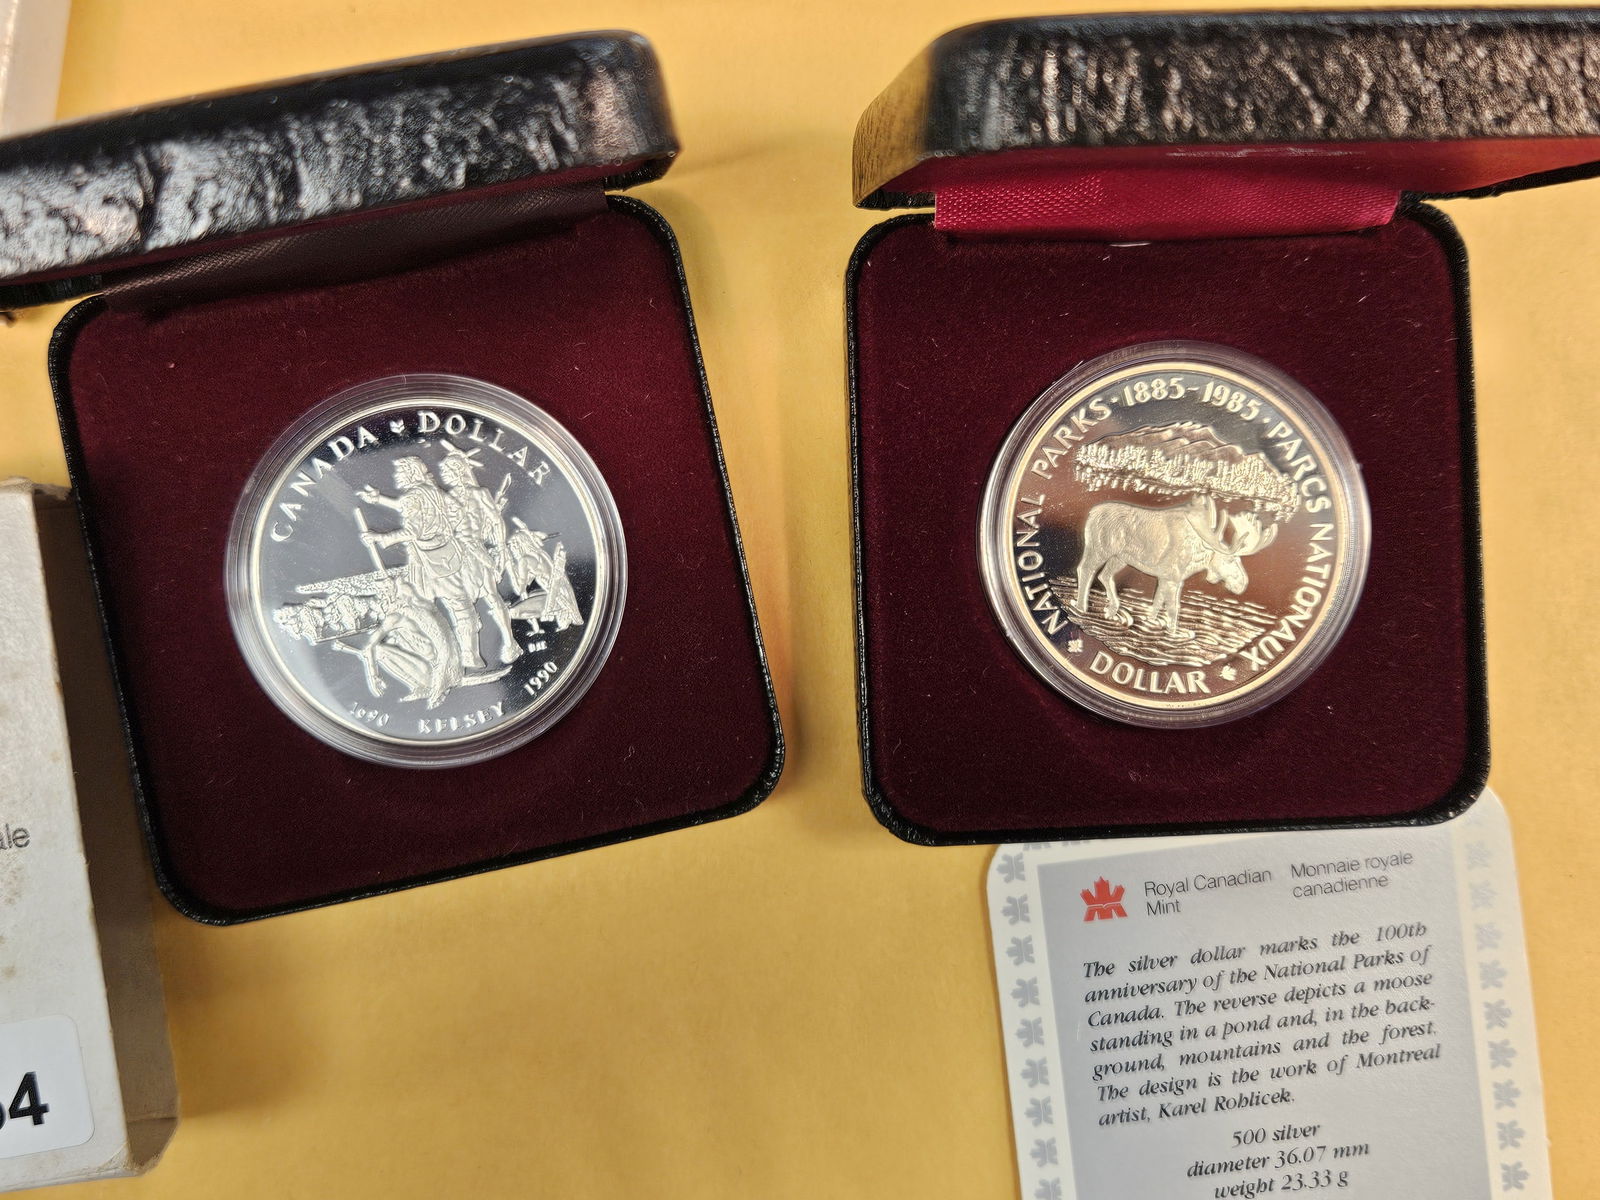 CANADA DOLLAR
DH
1690 KELSEY 1990
NATIONAL PARKS · 1885-1985 · PARCS NATIONAUX
DOLLAR
Royal Canadian Mint
Monnaie royale canadienne
The silver dollar marks the 100th
anniversary of the National Parks of
Canada. The reverse depicts a moose
standing in a pond and, in the back-
ground, mountains and the forest.
The design is the work of Montreal
artist, Karel Rohlicek.
500 silver
diameter 36.07 mm
weight 23.33 g
ale
64